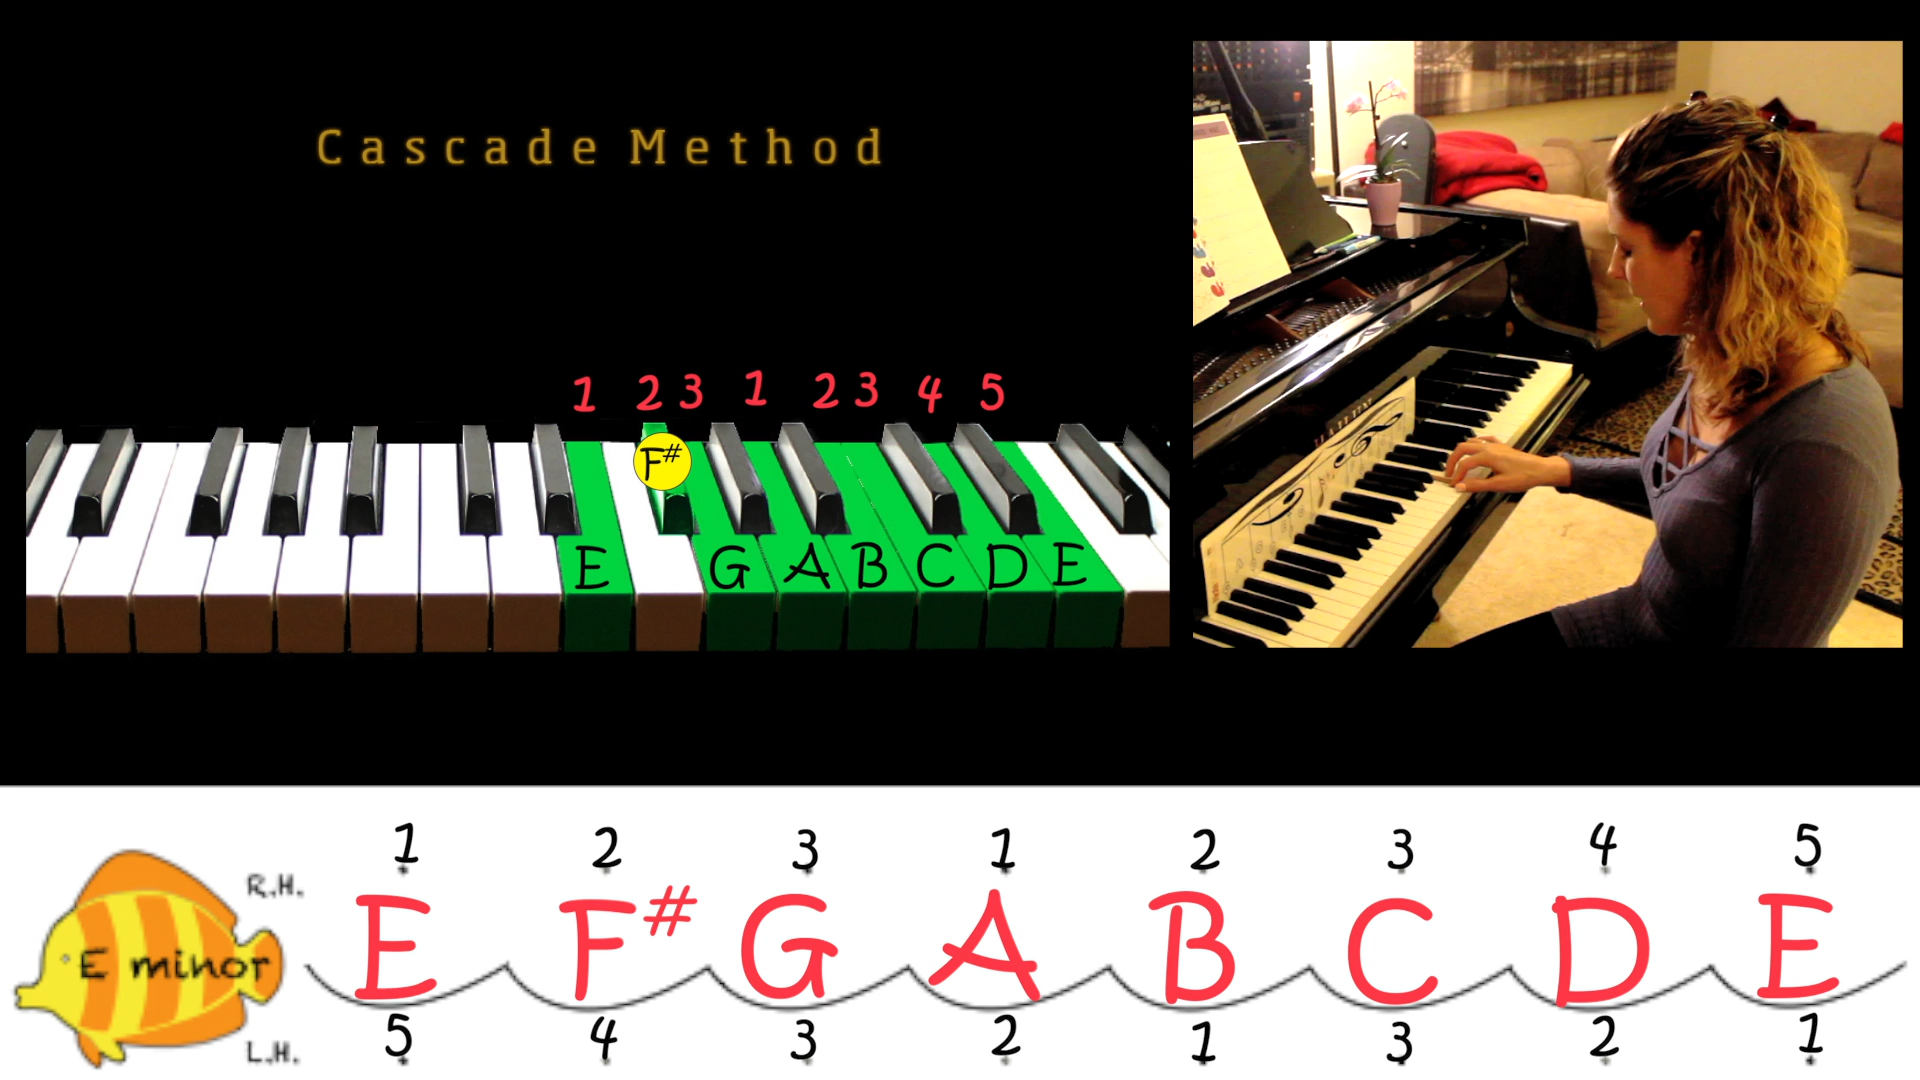 Cascade Method
1 2 3 1 2 3 4 5
F#
E G A B C D E
1 2 3 1 2 3 4 5
R.H.
E F# G A B C D E
E minor
L.H.
5 4 3 2 1 3 2 1